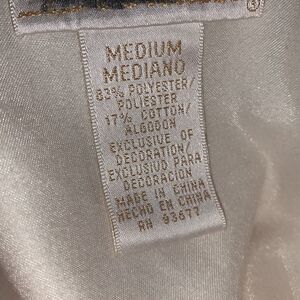 MEDIUM
MEDIANO
83% POLYESTER/
POLIESTER
17% COTTON/
ALGODON
EXCLUSIVE OF
DECORATION/
EXCLUSIVO PARA
DECORACION
MADE IN CHINA
HECHO EN CHINA
RN 93677